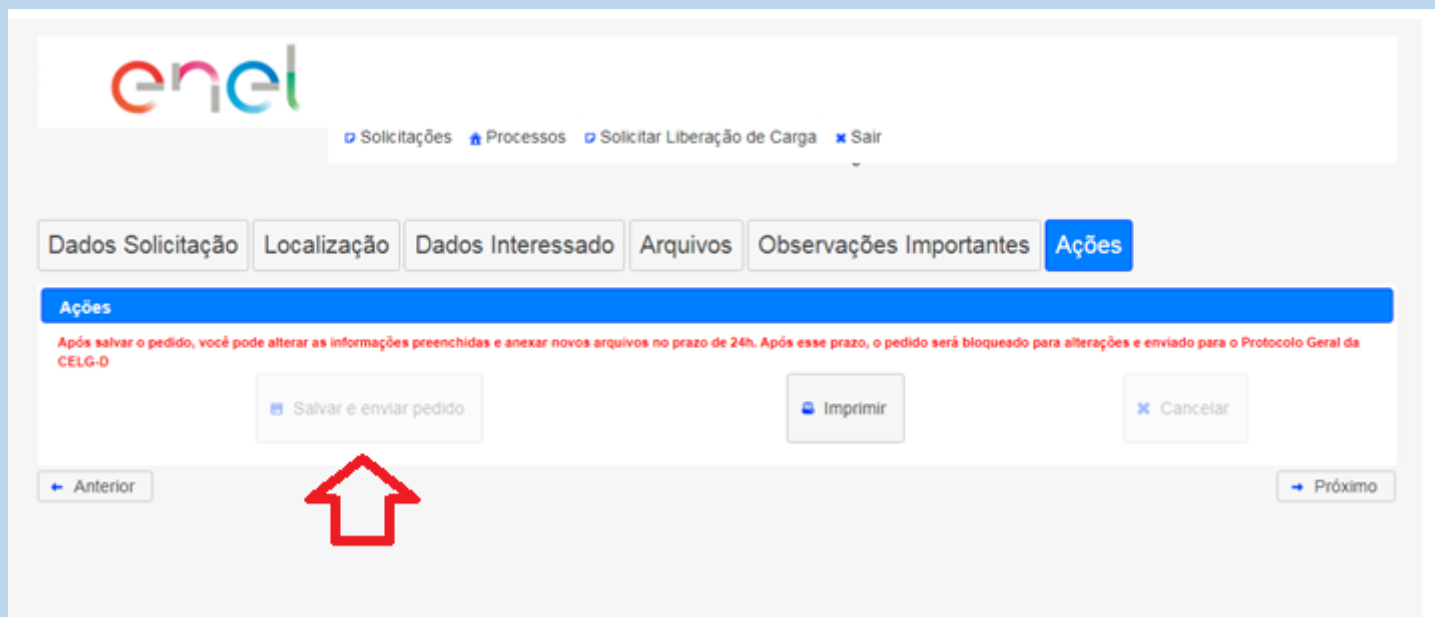 enel
Solicitações Processos Solicitar Liberação de Carga Sair
Dados Solicitação Localização Dados Interessado Arquivos Observações Importantes Ações
Ações
Após salvar o pedido, você pode alterar as informações preenchidas e anexar novos arquivos no prazo de 24h. Após esse prazo, o pedido será bloqueado para alterações e enviado para o Protocolo Geral da
CELG-D
Salvar e enviar pedido Imprimir Cancelar
Anterior Próximo